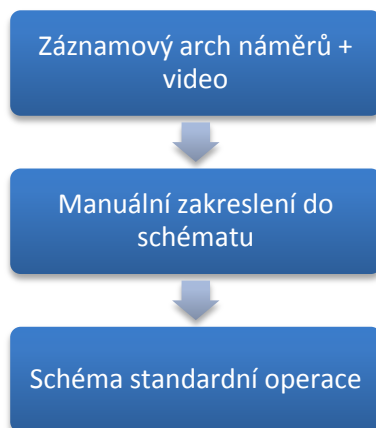 Záznamový arch náměrů +
video
Manuální zakreslení do
schématu
Schéma standardní operace